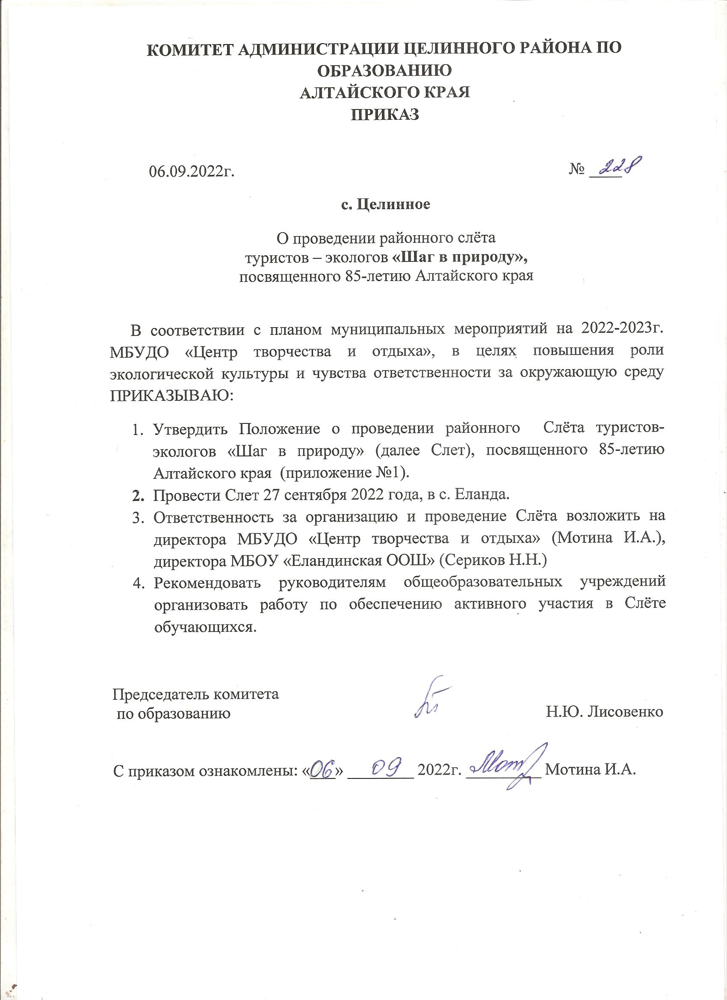 КОМИТЕТ АДМИНИСТРАЦИИ ЦЕЛИННОГО РАЙОНА ПО
ОБРАЗОВАНИЮ
АЛТАЙСКОГО КРАЯ
ПРИКАЗ
06.09.2022г. № 228
с. Целинное
О проведении районного слёта
туристов – экологов «Шаг в природу»,
посвященного 85-летию Алтайского края
В соответствии с планом муниципальных мероприятий на 2022-2023г.
МБУДО «Центр творчества и отдыха», в целях повышения роли
экологической культуры и чувства ответственности за окружающую среду
ПРИКАЗЫВАЮ:
1. Утвердить Положение о проведении районного Слёта туристов-
экологов «Шаг в природу» (далее Слет), посвященного 85-летию
Алтайского края (приложение №1).
2. Провести Слет 27 сентября 2022 года, в с. Еланда.
3. Ответственность за организацию и проведение Слёта возложить на
директора МБУДО «Центр творчества и отдыха» (Мотина И.А.),
директора МБОУ «Еландинская ООШ» (Сериков Н.Н.)
4. Рекомендовать руководителям общеобразовательных учреждений
организовать работу по обеспечению активного участия в Слёте
обучающихся.
Председатель комитета
по образованию Н.Ю. Лисовенко
С приказом ознакомлены: «06» 09 2022г. Мотина И.А.